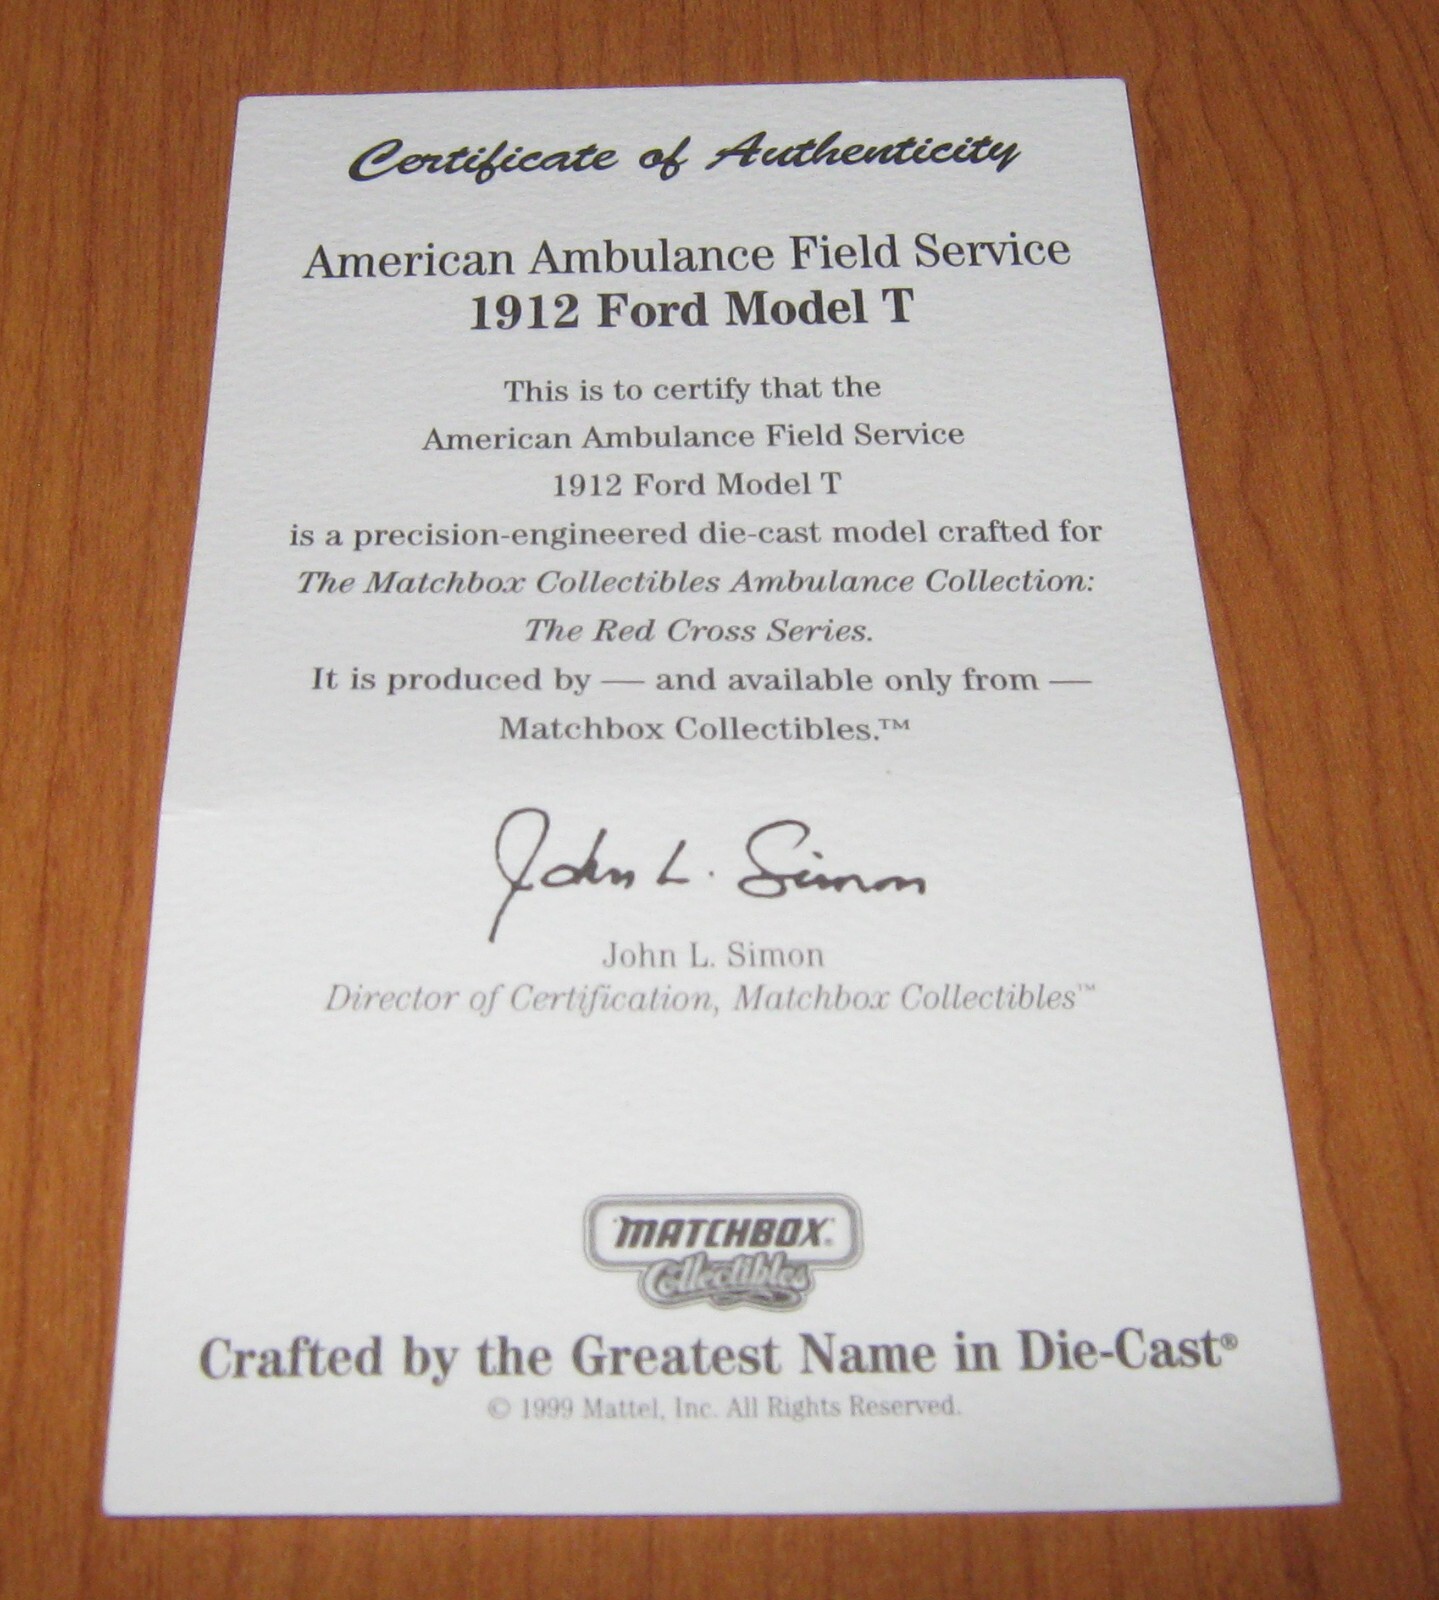 Certificate of Authenticity
American Ambulance Field Service
1912 Ford Model T
This is to certify that the
American Ambulance Field Service
1912 Ford Model T
is a precision-engineered die-cast model crafted for
The Matchbox Collectibles Ambulance Collection:
The Red Cross Series.
It is produced by — and available only from —
Matchbox Collectibles.™
John L. Simon
John L. Simon
Director of Certification, Matchbox Collectibles™
MATCHBOX®
Collectibles
Crafted by the Greatest Name in Die-Cast®
© 1999 Mattel, Inc. All Rights Reserved.